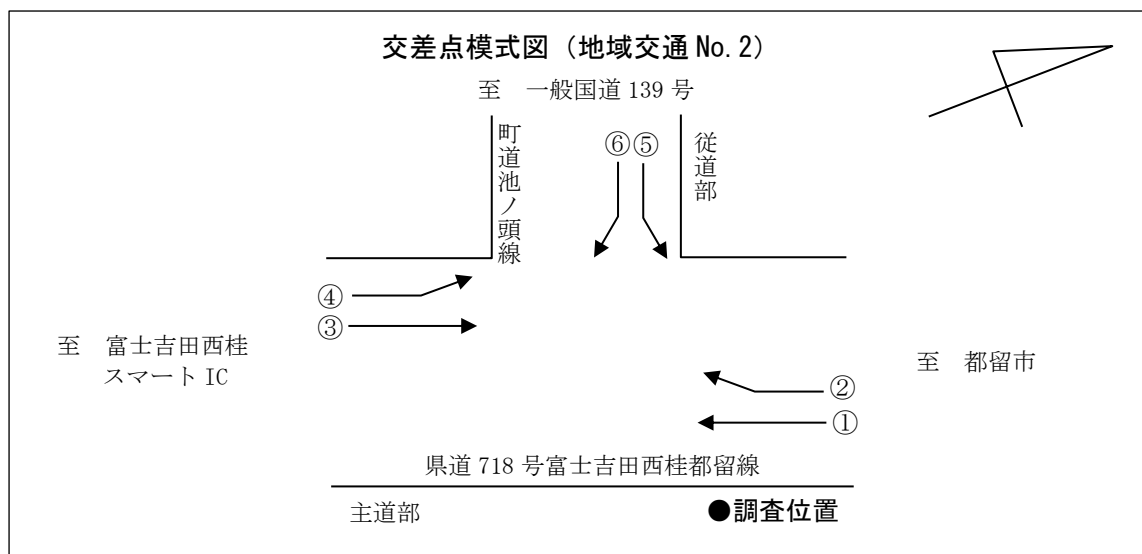 交差点模式図（地域交通 No. 2）
至　一般国道 139 号
町道池ノ頭線
⑥⑤
従道部
④
③
至　富士吉田西桂
スマート IC
至　都留市
②
①
県道 718 号富士吉田西桂都留線
主道部
●調査位置